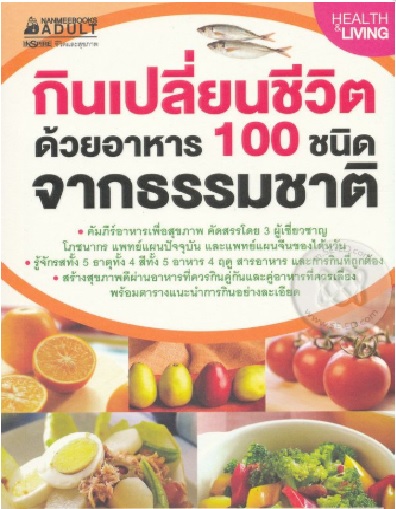 NANMEEBOOKS
ADULT
INSPIRE ชีวิตและสุขภาพ
HEALTH
& LIVING
กินเปลี่ยนชีวิต
ด้วยอาหาร 100 ชนิด
จากธรรมชาติ
• คัมภีร์อาหารเพื่อสุขภาพ คัดสรรโดย 3 ผู้เชี่ยวชาญ
โภชนากร แพทย์แผนปัจจุบัน และแพทย์แผนจีนของไต้หวัน
• รู้จักรสทั้ง 5 ธาตุทั้ง 4 สีทั้ง 5 อาหาร 4 ฤดู สารอาหาร และการกินที่ถูกต้อง
• สร้างสุขภาพดีผ่านอาหารที่ควรกินคู่กันและคู่อาหารที่ควรเลี่ยง
พร้อมตารางแนะนำการกินอย่างละเอียด